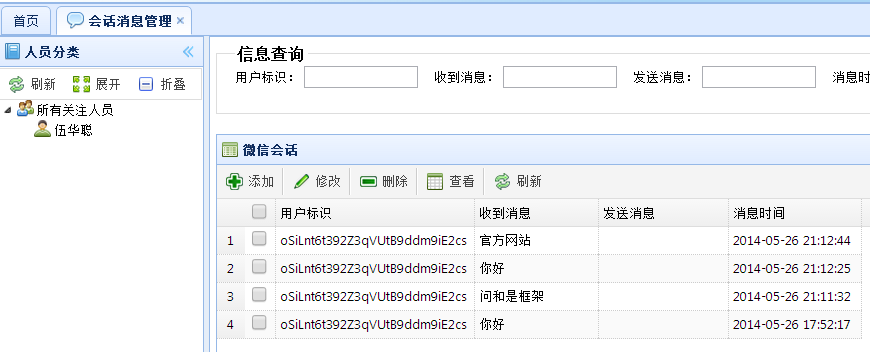 首页 会话消息管理
人员分类
刷新 展开 折叠
所有关注人员
伍华聪
信息查询
用户标识： 收到消息： 发送消息： 消息时
微信会话
添加 修改 删除 查看 刷新
用户标识 收到消息 发送消息 消息时间
1 oSiLnt6t392Z3qVUtB9ddm9iE2cs 官方网站 2014-05-26 21:12:44
2 oSiLnt6t392Z3qVUtB9ddm9iE2cs 你好 2014-05-26 21:12:25
3 oSiLnt6t392Z3qVUtB9ddm9iE2cs 问和是框架 2014-05-26 21:11:32
4 oSiLnt6t392Z3qVUtB9ddm9iE2cs 你好 2014-05-26 17:52:17